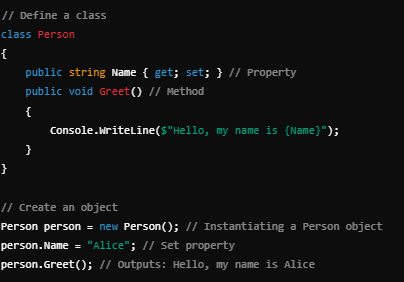 // Define a class
class Person
{
    public string Name { get; set; } // Property
    public void Greet() // Method
    {
        Console.WriteLine($"Hello, my name is {Name}");
    }
}

// Create an object
Person person = new Person(); // Instantiating a Person object
person.Name = "Alice"; // Set property
person.Greet(); // Outputs: Hello, my name is Alice